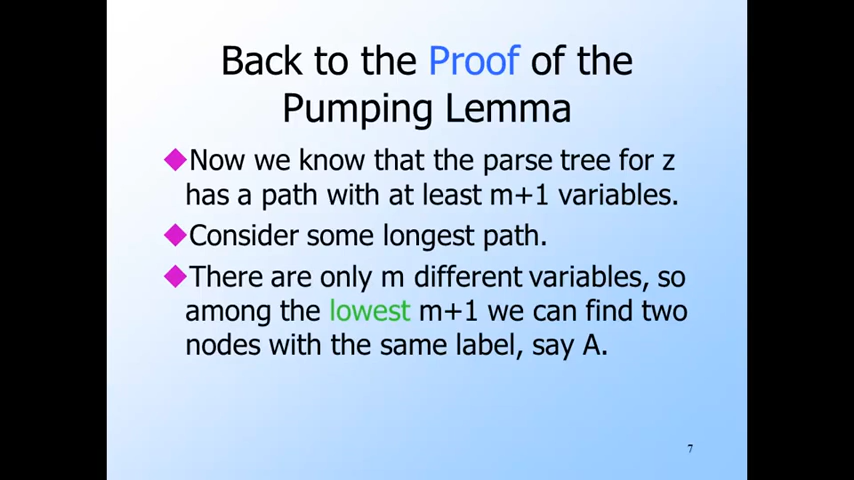 Back to the Proof of the
Pumping Lemma
Now we know that the parse tree for z
has a path with at least m+1 variables.
Consider some longest path.
There are only m different variables, so
among the lowest m+1 we can find two
nodes with the same label, say A.
7